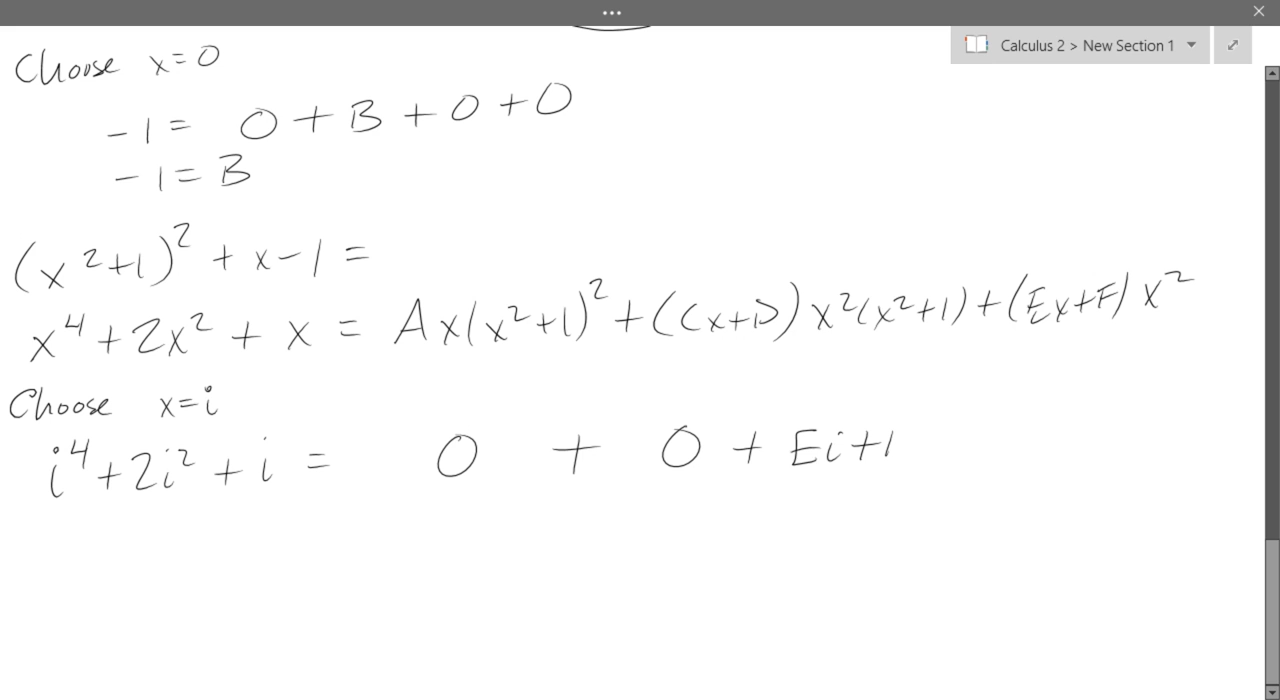 Calculus 2 > New Section 1
Choose x=0
-1 = 0 + B + 0 + 0
-1 = B
(x²+1)² + x-1 =
x⁴ + 2x² + x = Ax(x²+1)² + (Cx+D) x²(x²+1) + (Ex+F) x²
Choose x=i
i⁴ + 2i² + i = 0 + 0 + Ei+